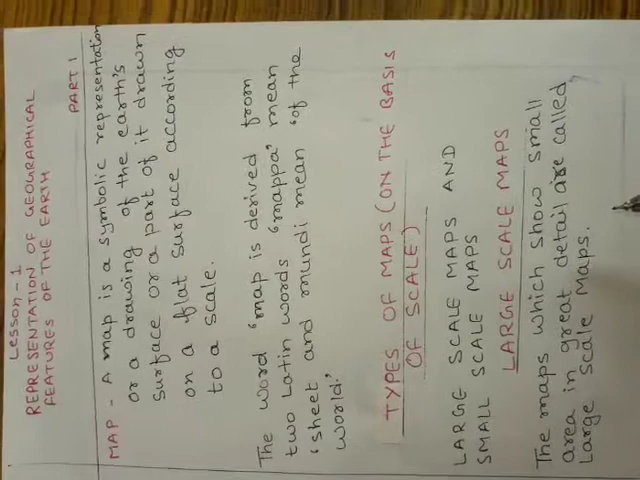 Lesson - 1
REPRESENTATION OF GEOGRAPHICAL
FEATURES OF THE EARTH
PART 1
MAP - A map is a symbolic representation
or a drawing of the earth's
surface or a part of it drawn
on a flat surface according
to a scale.
The word 'map is derived from
two Latin words 'mappa' mean
'sheet and mundi mean 'of the
world.'
TYPES OF MAPS (ON THE BASIS
OF SCALE)
LARGE SCALE MAPS AND
SMALL SCALE MAPS
LARGE SCALE MAPS
The maps which show small
area in great detail are called
Large scale Maps.